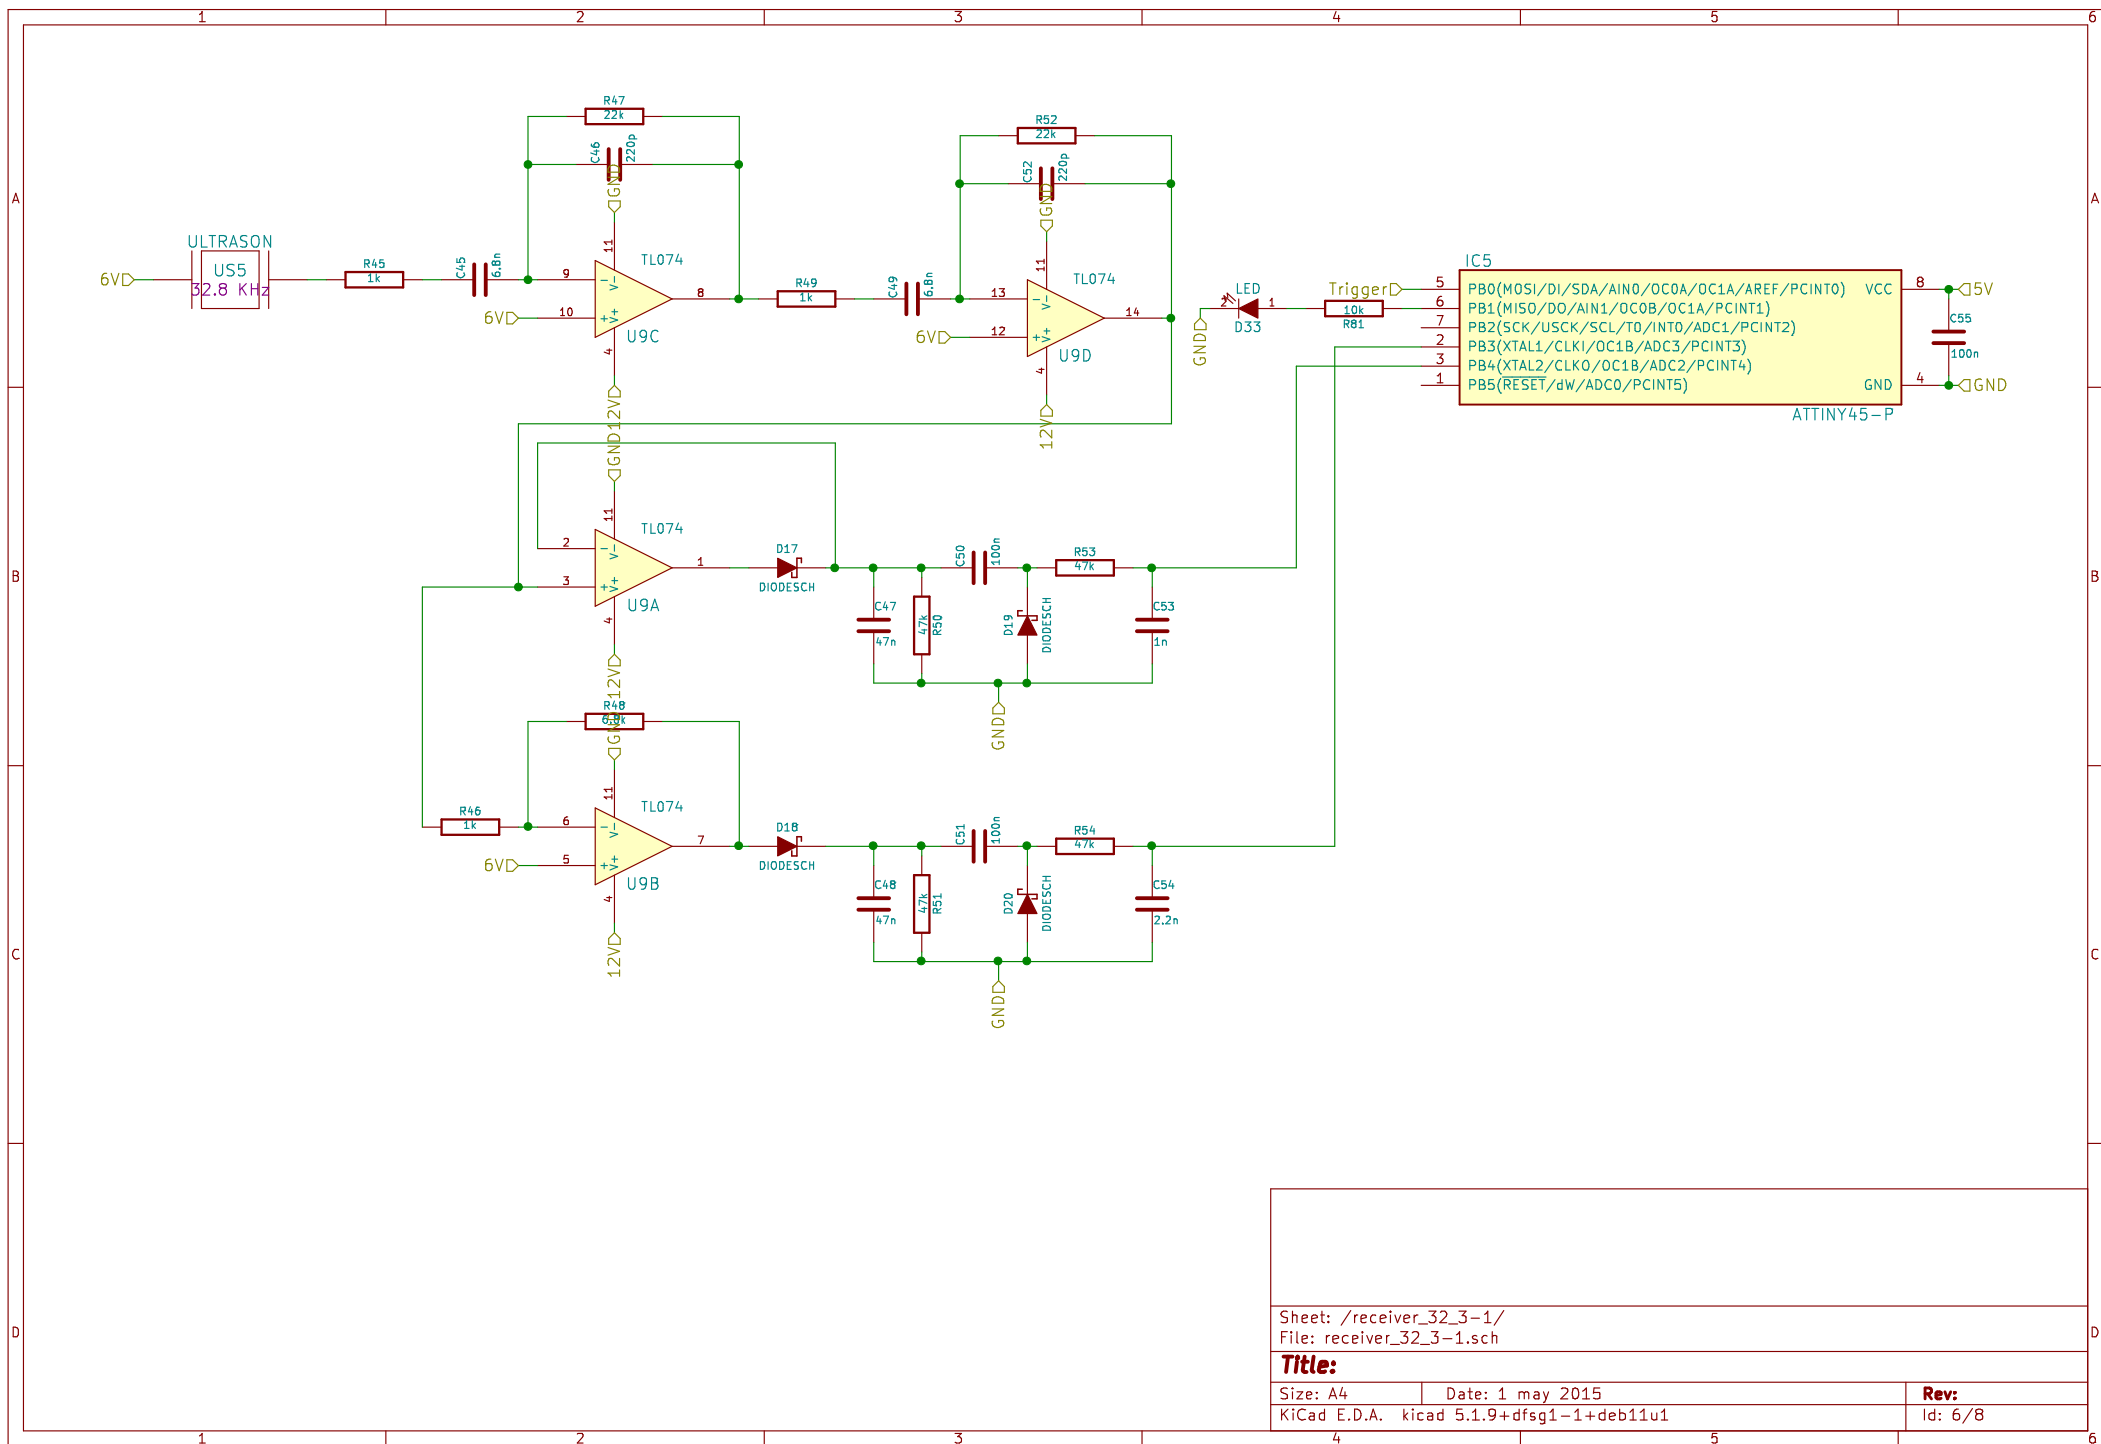 1 2 3 4 5 6
A A
B B
C C
D D
R47
22k
C46
220p
GND
R52
22k
C52
220p
GND
ULTRASON
US5
32.8 KHz
6V
R45
1k
C45
6.8n
9
10
6V
11
4
8
TL074
U9C
- V-
+ V+
12V
R49
1k
C49
6.8n
13
12
6V
11
4
14
TL074
U9D
- V-
+ V+
12V
GND
LED
2
1
D33
R81
10k
Trigger
IC5
5 PB0(MOSI/DI/SDA/AIN0/OC0A/OC1A/AREF/PCINT0) VCC 8 5V
6 PB1(MISO/DO/AIN1/OC0B/OC1A/PCINT1)
7 PB2(SCK/USCK/SCL/T0/INT0/ADC1/PCINT2)
2 PB3(XTAL1/CLKI/OC1B/ADC3/PCINT3)
3 PB4(XTAL2/CLKO/OC1B/ADC2/PCINT4)
1 PB5(RESET/dW/ADC0/PCINT5) GND 4 GND
ATTINY45-P
C55
100n
GND
2
3
11
4
1
TL074
U9A
- V-
+ V+
12V
D17
DIODESCH
C47
47n
R50
47k
C50
100n
D19
DIODESCH
R53
47k
C53
1n
GND
R48
6.8k
GND
R46
1k
6
5
6V
11
4
7
TL074
U9B
- V-
+ V+
12V
D18
DIODESCH
C48
47n
R51
47k
C51
100n
D20
DIODESCH
R54
47k
C54
2.2n
GND
Sheet: /receiver_32_3-1/
File: receiver_32_3-1.sch
Title:
Size: A4 Date: 1 may 2015 Rev:
KiCad E.D.A. kicad 5.1.9+dfsg1-1+deb11u1 Id: 6/8
1 2 3 4 5 6